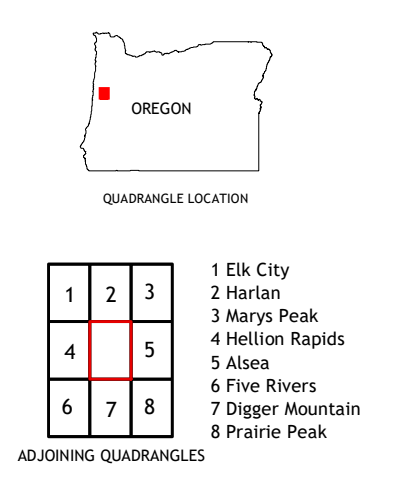 OREGON
QUADRANGLE LOCATION
1 2 3
4 5
6 7 8
ADJOINING QUADRANGLES
1 Elk City
2 Harlan
3 Marys Peak
4 Hellion Rapids
5 Alsea
6 Five Rivers
7 Digger Mountain
8 Prairie Peak